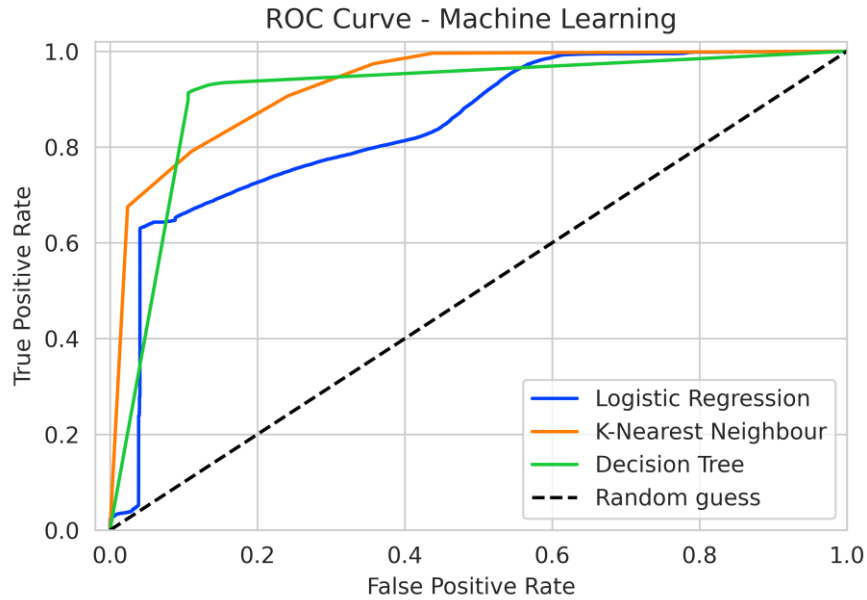 ROC Curve - Machine Learning
True Positive Rate
1.0
0.8
0.6
0.4
0.2
0.0
Logistic Regression
K-Nearest Neighbour
Decision Tree
Random guess
0.0 0.2 0.4 0.6 0.8 1.0
False Positive Rate